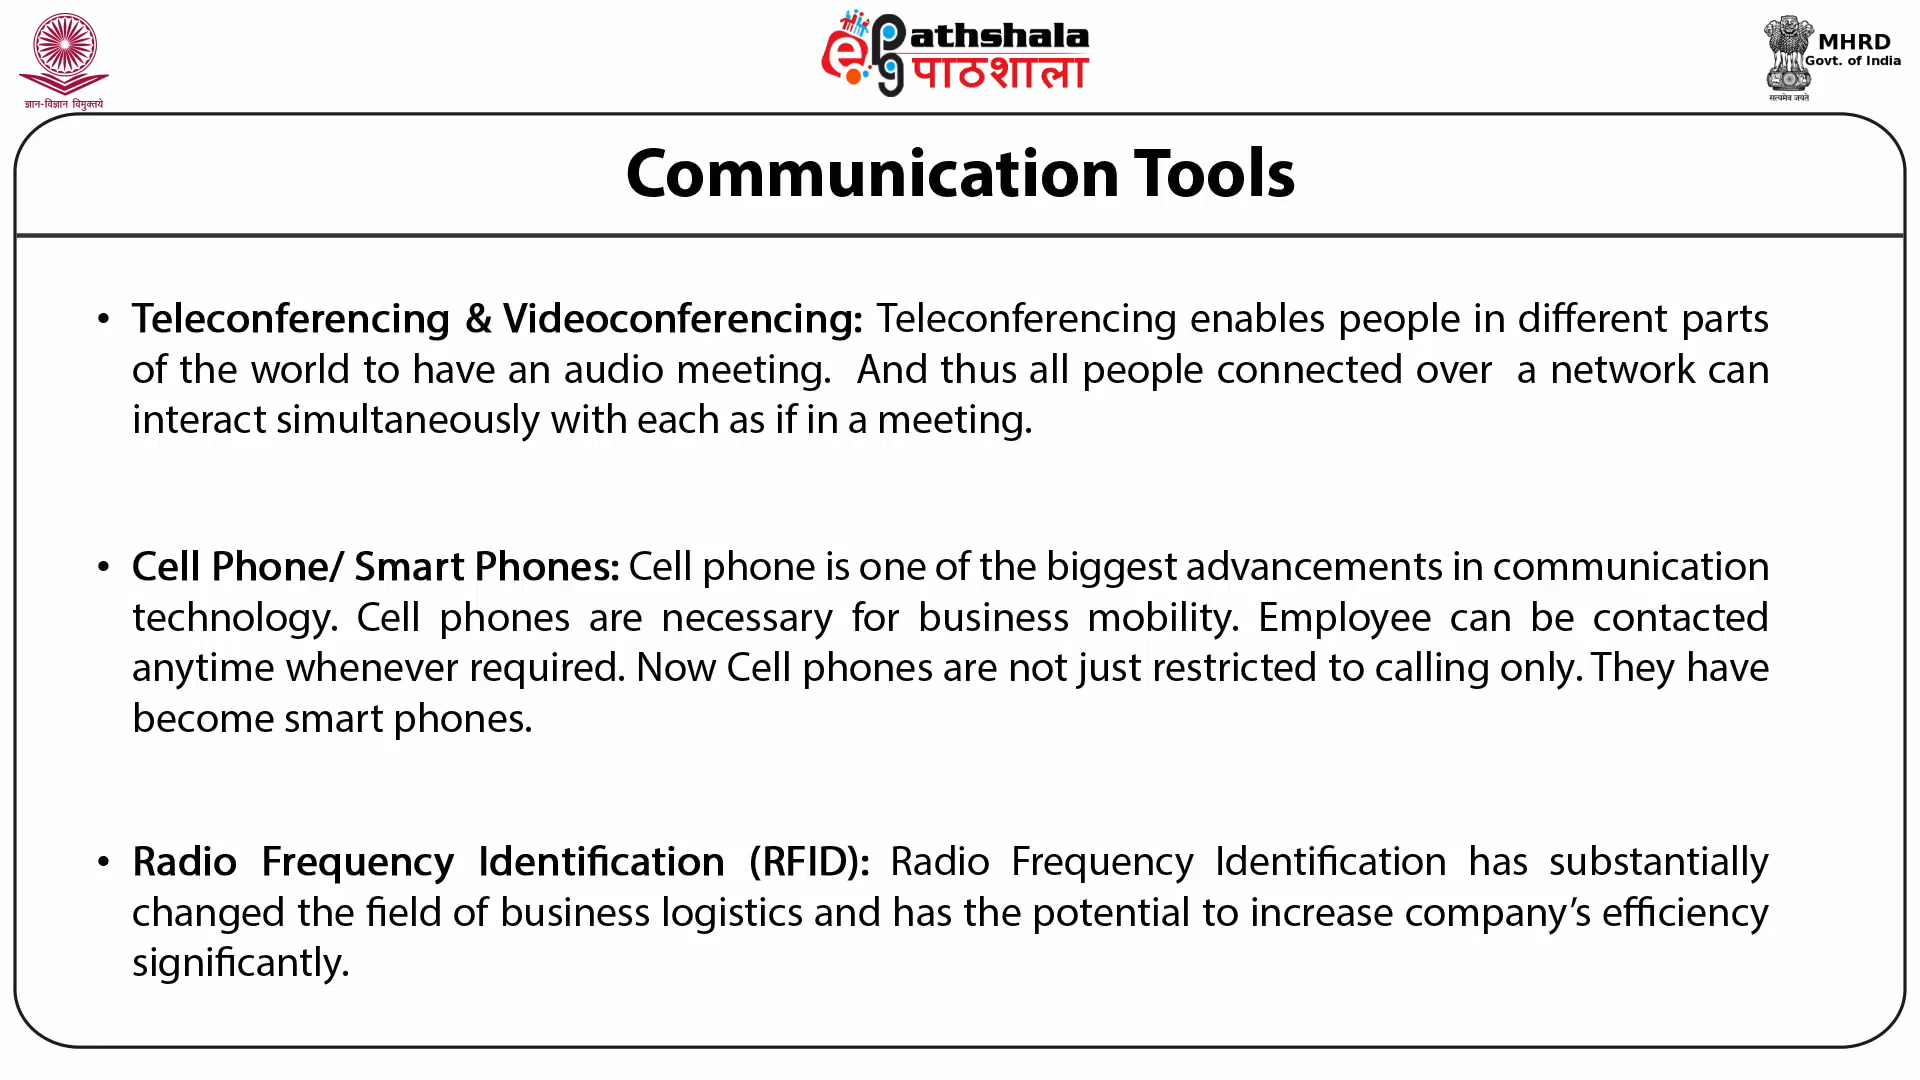 ज्ञान-विज्ञान विमुक्तये
ePathshala
पाठशाला
MHRD
Govt. of India
सत्यमेव जयते
Communication Tools
• Teleconferencing & Videoconferencing: Teleconferencing enables people in different parts
of the world to have an audio meeting. And thus all people connected over a network can
interact simultaneously with each as if in a meeting.
• Cell Phone/ Smart Phones: Cell phone is one of the biggest advancements in communication
technology. Cell phones are necessary for business mobility. Employee can be contacted
anytime whenever required. Now Cell phones are not just restricted to calling only. They have
become smart phones.
• Radio Frequency Identification (RFID): Radio Frequency Identification has substantially
changed the field of business logistics and has the potential to increase company’s efficiency
significantly.